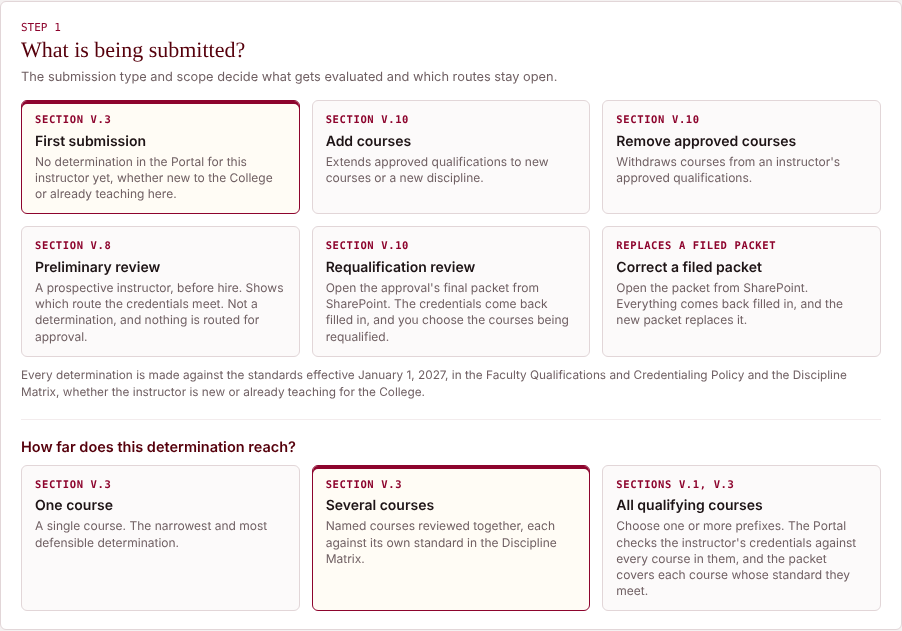 STEP 1
What is being submitted?
The submission type and scope decide what gets evaluated and which routes stay open.
SECTION V.3
First submission
No determination in the Portal for this
instructor yet, whether new to the College
or already teaching here.
SECTION V.10
Add courses
Extends approved qualifications to new
courses or a new discipline.
SECTION V.10
Remove approved courses
Withdraws courses from an instructor's
approved qualifications.
SECTION V.8
Preliminary review
A prospective instructor, before hire. Shows
which route the credentials meet. Not a
determination, and nothing is routed for
approval.
SECTION V.10
Requalification review
Open the approval's final packet from
SharePoint. The credentials come back
filled in, and you choose the courses being
requalified.
REPLACES A FILED PACKET
Correct a filed packet
Open the packet from SharePoint.
Everything comes back filled in, and the
new packet replaces it.
Every determination is made against the standards effective January 1, 2027, in the Faculty Qualifications and Credentialing Policy and the Discipline
Matrix, whether the instructor is new or already teaching for the College.
How far does this determination reach?
SECTION V.3
One course
A single course. The narrowest and most
defensible determination.
SECTION V.3
Several courses
Named courses reviewed together, each
against its own standard in the Discipline
Matrix.
SECTIONS V.1, V.3
All qualifying courses
Choose one or more prefixes. The Portal
checks the instructor's credentials against
every course in them, and the packet
covers each course whose standard they
meet.